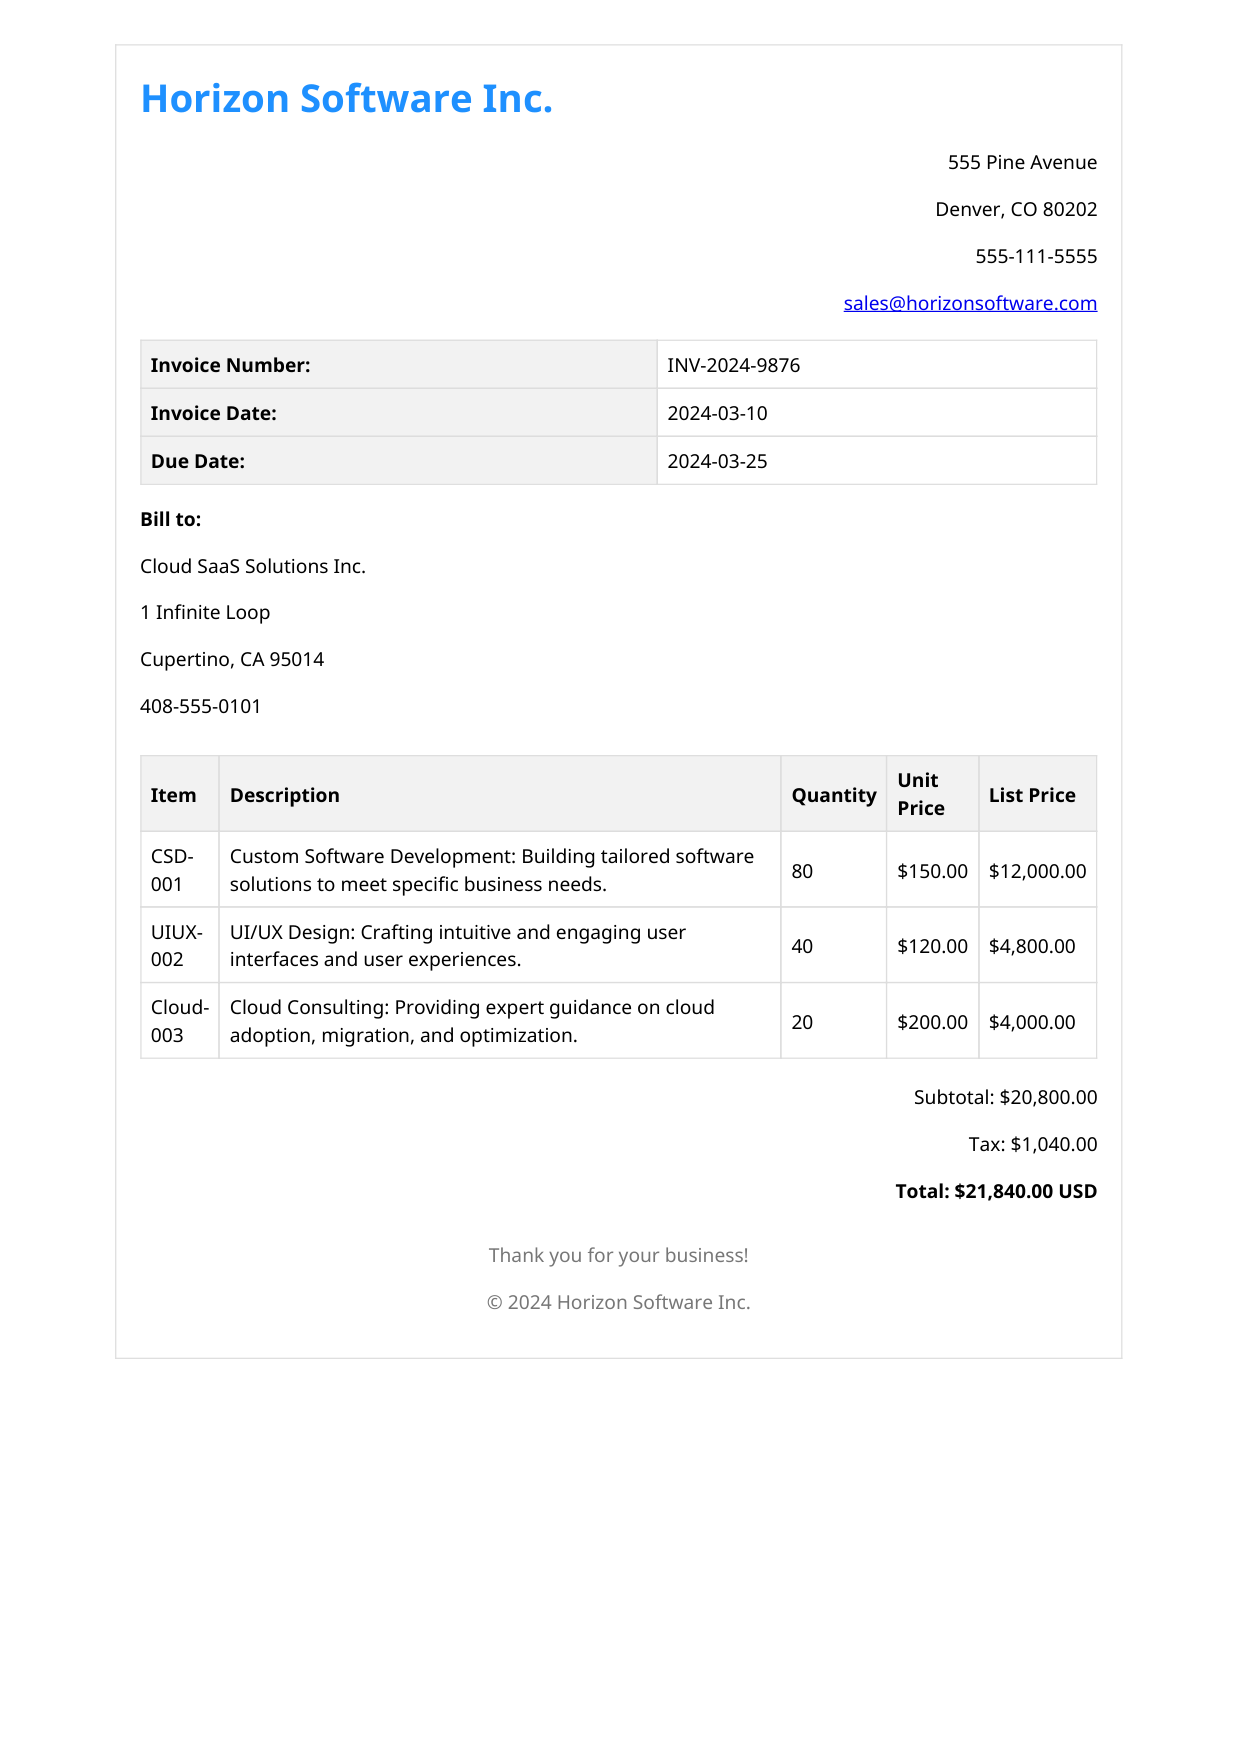 Horizon Software Inc.
555 Pine Avenue
Denver, CO 80202
555-111-5555
sales@horizonsoftware.com
Invoice Number: INV-2024-9876
Invoice Date: 2024-03-10
Due Date: 2024-03-25
Bill to:
Cloud SaaS Solutions Inc.
1 Infinite Loop
Cupertino, CA 95014
408-555-0101
Item Description Quantity Unit Price List Price
CSD-001 Custom Software Development: Building tailored software
solutions to meet specific business needs. 80 $150.00 $12,000.00
UIUX-002 UI/UX Design: Crafting intuitive and engaging user
interfaces and user experiences. 40 $120.00 $4,800.00
Cloud-003 Cloud Consulting: Providing expert guidance on cloud
adoption, migration, and optimization. 20 $200.00 $4,000.00
Subtotal: $20,800.00
Tax: $1,040.00
Total: $21,840.00 USD
Thank you for your business!
© 2024 Horizon Software Inc.